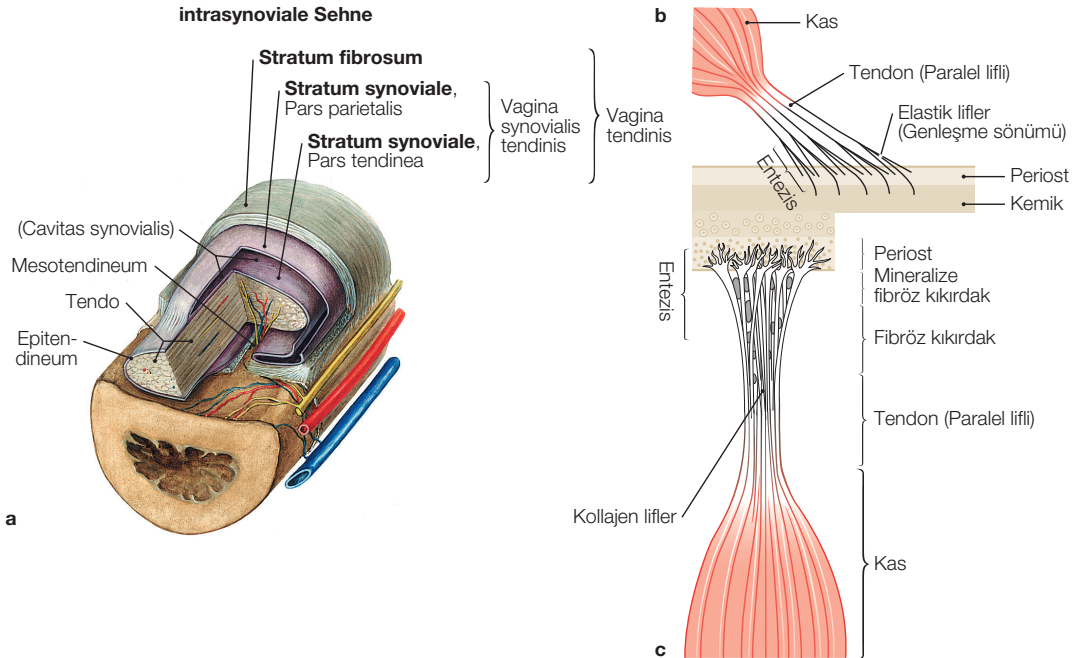 intrasynoviale Sehne
Stratum fibrosum
Stratum synoviale,
Pars parietalis
Stratum synoviale,
Pars tendinea
Vagina
synovialis
tendinis
Vagina
tendinis
(Cavitas synovialis)
Mesotendineum
Tendo
Epiten-
dineum
a
b
Kas
Tendon (Paralel lifli)
Elastik lifler
(Genleşme sönümü)
Entezis
Periost
Kemik
Entezis
Periost
Mineralize
fibröz kıkırdak
Fibröz kıkırdak
Tendon (Paralel lifli)
Kollajen lifler
Kas
c